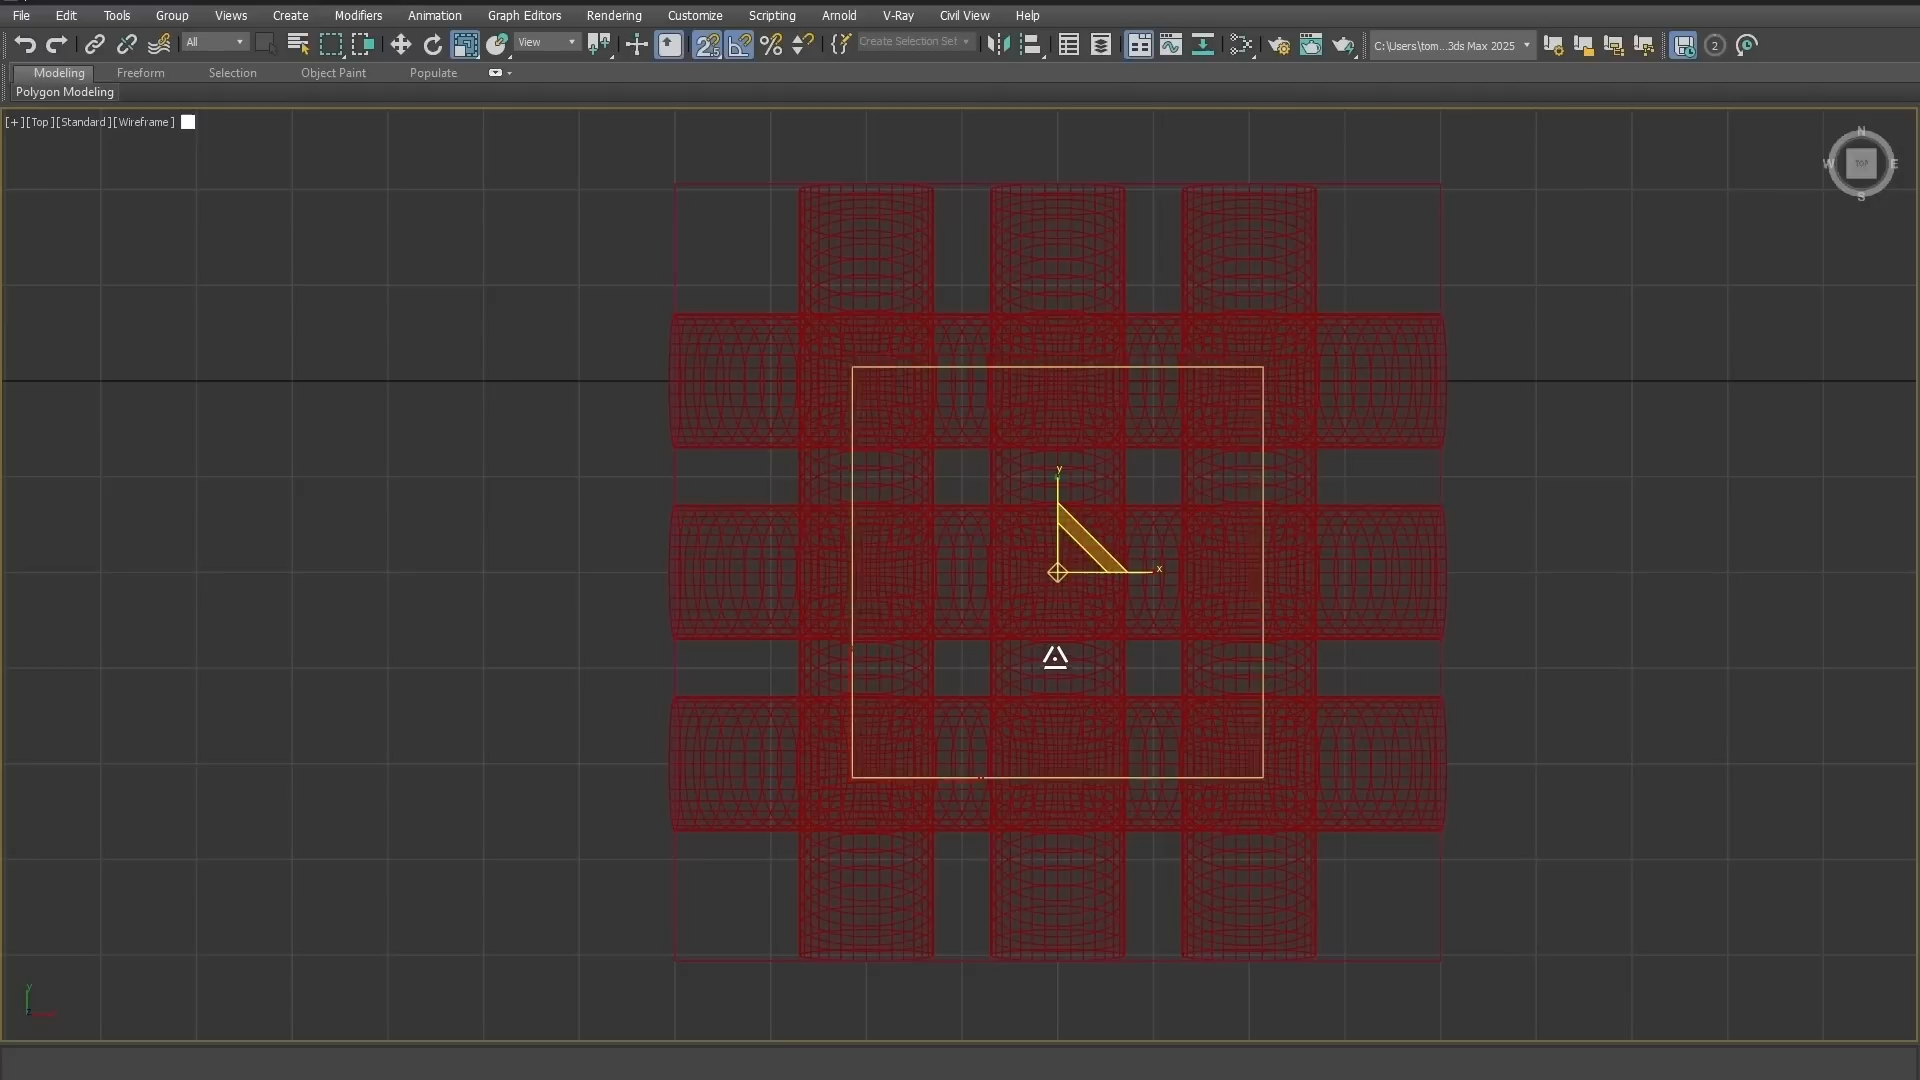 File Edit Tools Group Views Create Modifiers Animation Graph Editors Rendering Customize Scripting Arnold V-Ray Civil View Help
All View Create Selection Set C:\Users\tom...3ds Max 2025 2
Modeling Freeform Selection Object Paint Populate
Polygon Modeling
[+][Top][Standard][Wireframe]
N
W TOP E
S
y
x
y